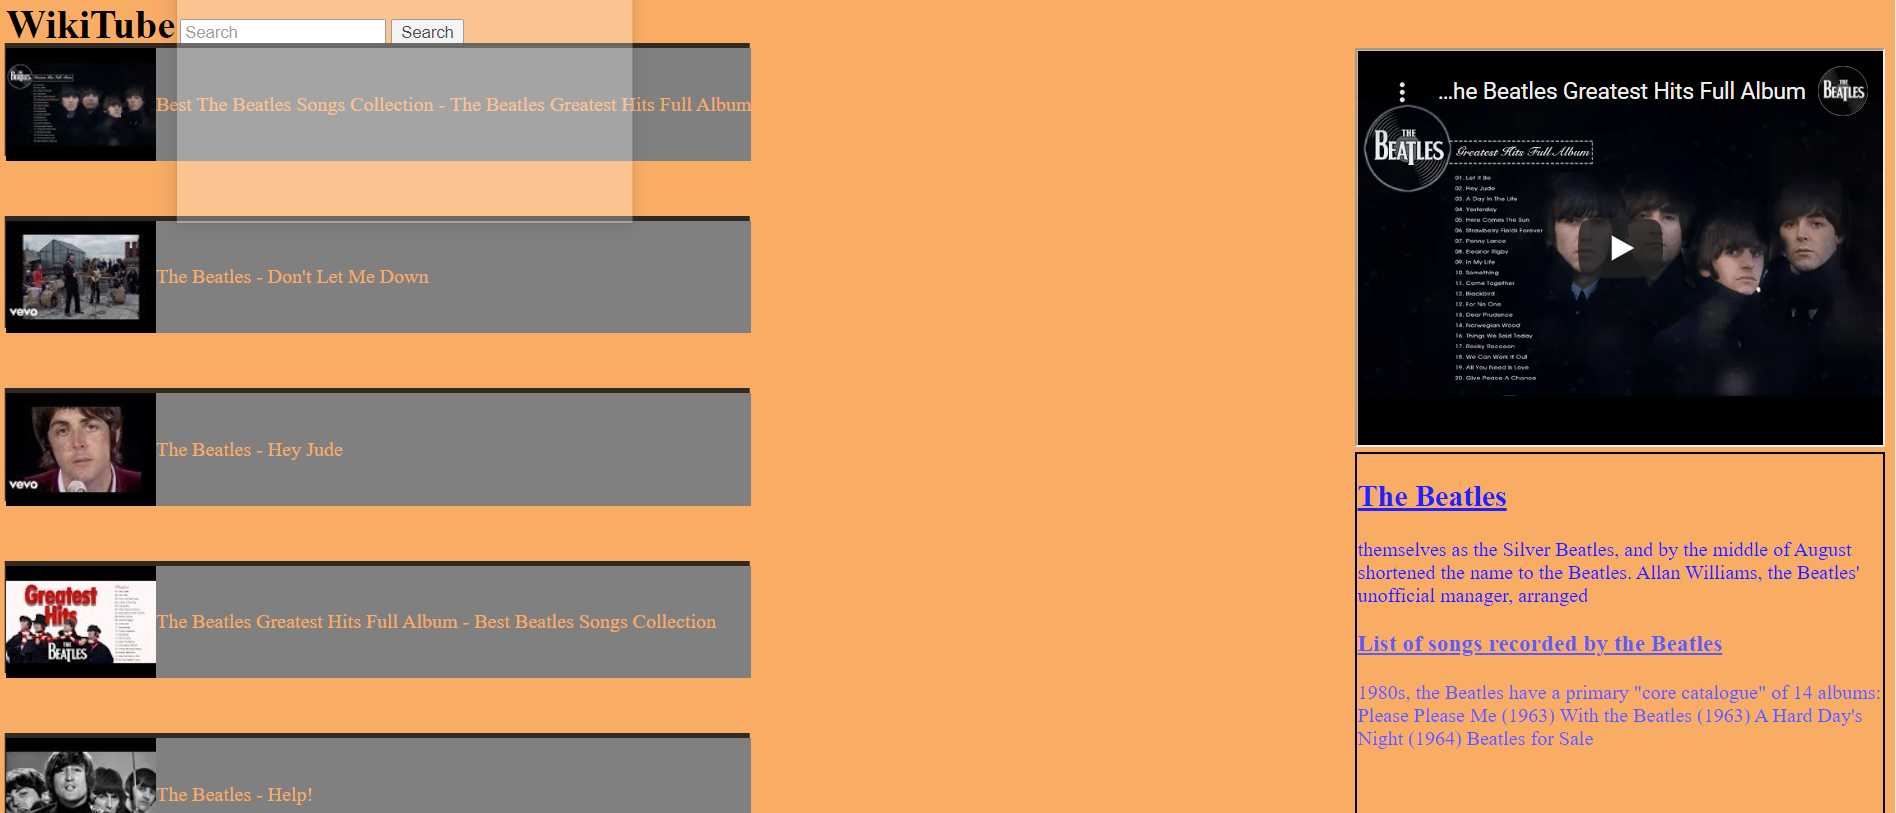 WikiTube Search Search
Best The Beatles Songs Collection - The Beatles Greatest Hits Full Album
The Beatles - Don't Let Me Down
vevo
The Beatles - Hey Jude
vevo
Greatest
Hits
THE
BEATLES
The Beatles Greatest Hits Full Album - Best Beatles Songs Collection
The Beatles - Help!
...he Beatles Greatest Hits Full Album
THE
BEATLES
THE
BEATLES
Greatest Hits Full Album
01. Let It Be
02. Hey Jude
03. A Day In The Life
04. Yesterday
05. Here Comes The Sun
06. Strawberry Fields Forever
07. Penny Lane
08. Eleanor Rigby
09. In My Life
10. Something
11. Come Together
12. Blackbird
13. For No One
13. Dear Prudence
14. Norwegian Wood
16. Things We Said Today
17. Rocky Raccoon
18. We Can Work It Out
19. All You Need Is Love
20. Give Peace A Chance
The Beatles
themselves as the Silver Beatles, and by the middle of August
shortened the name to the Beatles. Allan Williams, the Beatles'
unofficial manager, arranged
List of songs recorded by the Beatles
1980s, the Beatles have a primary "core catalogue" of 14 albums:
Please Please Me (1963) With the Beatles (1963) A Hard Day's
Night (1964) Beatles for Sale